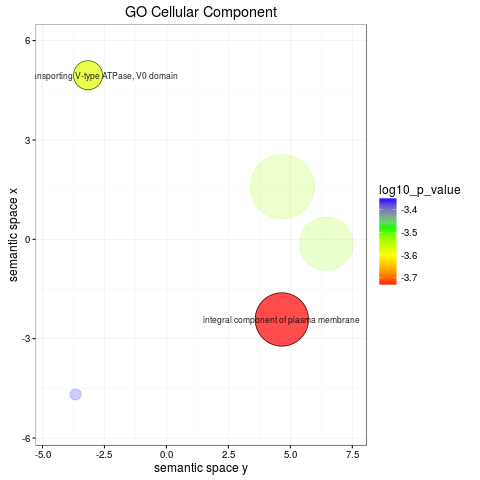 GO Cellular Component
6
3
0
-3
-6
semantic space x
ansporting V-type ATPase, V0 domain
integral component of plasma membrane
-5.0 -2.5 0.0 2.5 5.0 7.5
semantic space y
log10_p_value
-3.4
-3.5
-3.6
-3.7